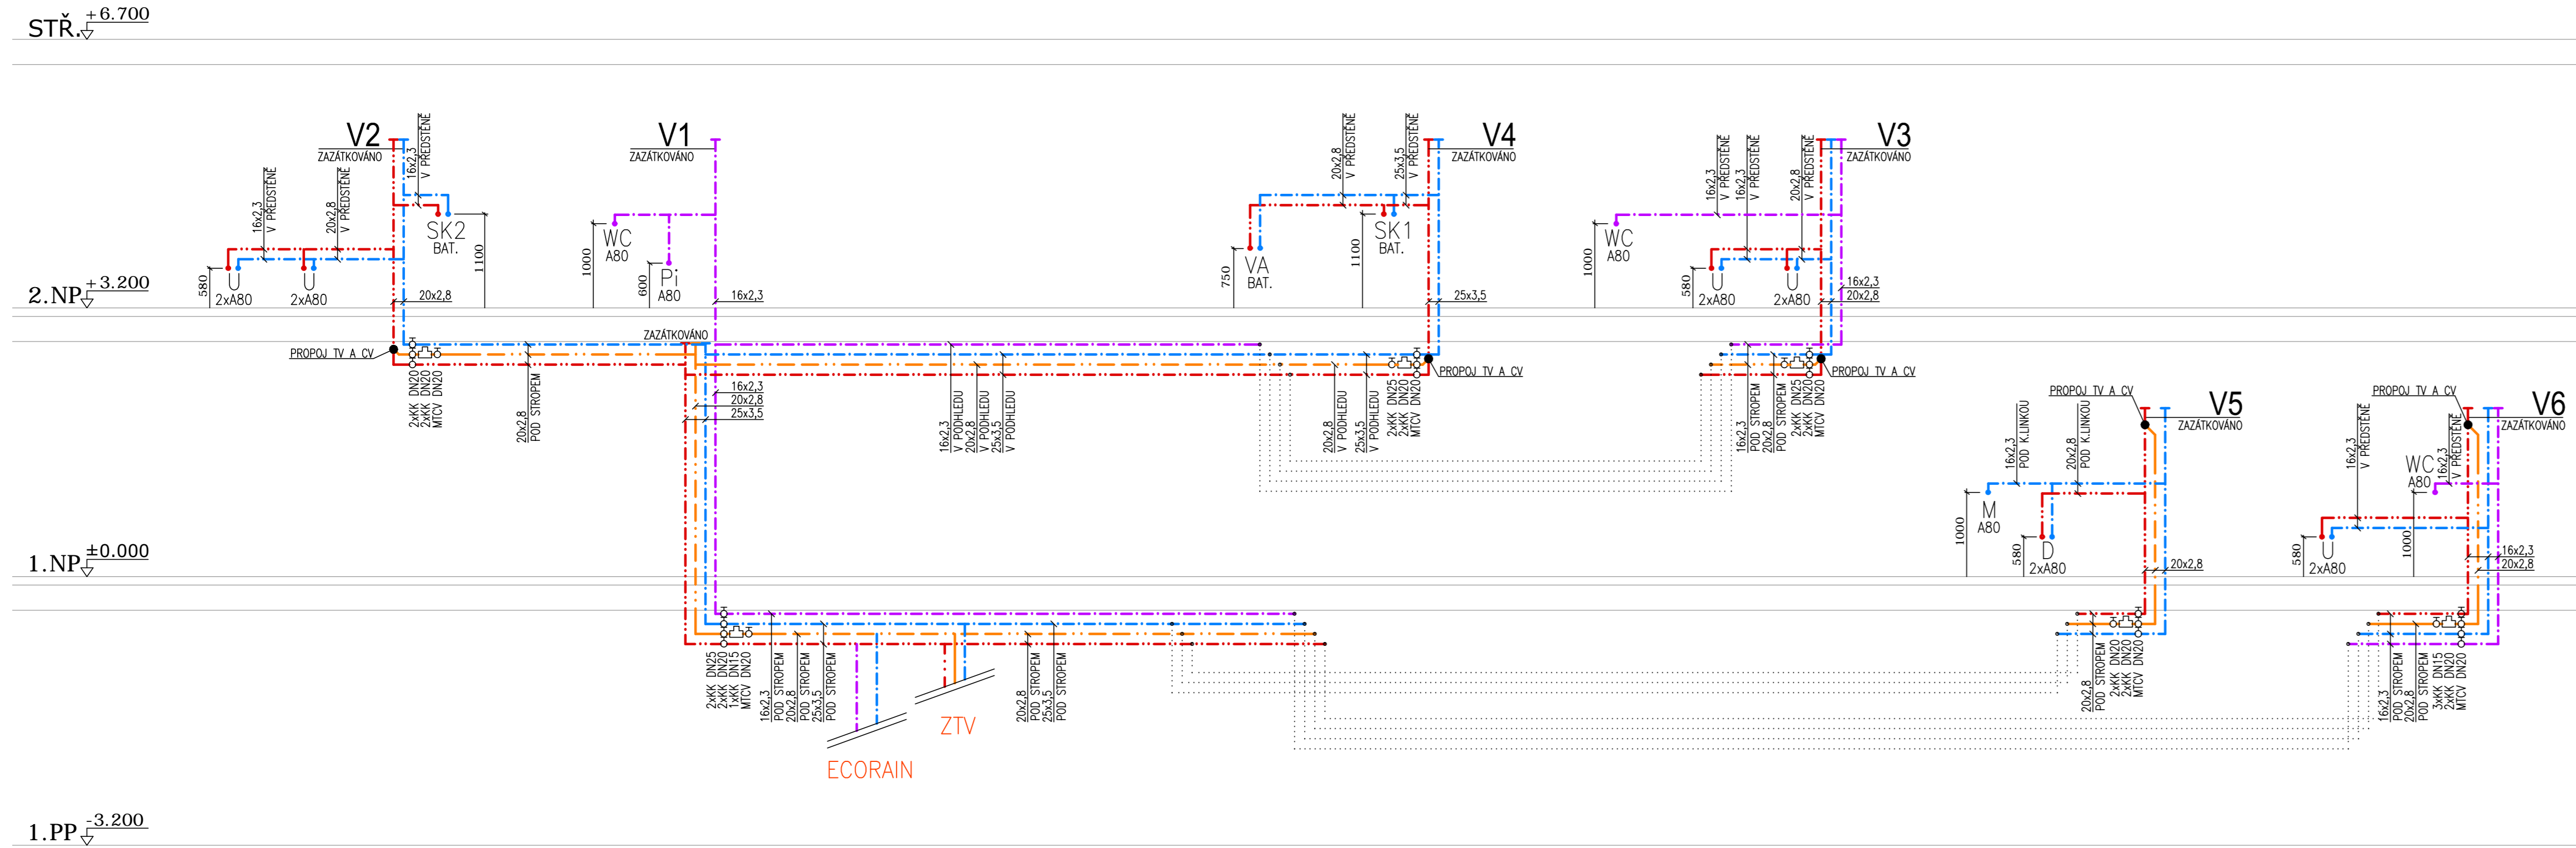 STŘ. +6.700
V2
ZAZÁTKOVÁNO
16x2,3
V PŘEDSTĚNĚ
16x2,3
V PŘEDSTĚNĚ
20x2,8
V PŘEDSTĚNĚ
SK2
BAT.
1100
580
U
2xA80
U
2xA80
20x2,8
V1
ZAZÁTKOVÁNO
WC
A80
1000
Pi
A80
600
16x2,3
V4
ZAZÁTKOVÁNO
20x2,8
V PŘEDSTĚNĚ
25x3,5
V PŘEDSTĚNĚ
VA
BAT.
750
SK1
BAT.
1100
25x3,5
V3
ZAZÁTKOVÁNO
16x2,3
V PŘEDSTĚNĚ
16x2,3
V PŘEDSTĚNĚ
20x2,8
V PŘEDSTĚNĚ
WC
A80
1000
580
U
2xA80
U
2xA80
16x2,3
20x2,8
2.NP +3.200
PROPOJ TV A CV
2xKK DN20
2xKK DN20
MTCV DN20
20x2,8
POD STROPEM
ZAZÁTKOVÁNO
16x2,3
20x2,8
25x3,5
16x2,3
V PODHLEDU
20x2,8
V PODHLEDU
25x3,5
V PODHLEDU
20x2,8
V PODHLEDU
25x3,5
V PODHLEDU
2xKK DN25
2xKK DN20
MTCV DN20
PROPOJ TV A CV
16x2,3
POD STROPEM
20x2,8
POD STROPEM
2xKK DN25
2xKK DN20
MTCV DN20
PROPOJ TV A CV
PROPOJ TV A CV
V5
ZAZÁTKOVÁNO
16x2,3
POD K.LINKOU
20x2,8
POD K.LINKOU
M
A80
1000
D
2xA80
580
20x2,8
PROPOJ TV A CV
V6
ZAZÁTKOVÁNO
16x2,3
V PŘEDSTĚNĚ
16x2,3
V PŘEDSTĚNĚ
WC
A80
1000
U
2xA80
580
16x2,3
20x2,8
1.NP ±0.000
2xKK DN25
2xKK DN20
1xKK DN15
MTCV DN20
16x2,3
POD STROPEM
20x2,8
POD STROPEM
25x3,5
POD STROPEM
20x2,8
POD STROPEM
25x3,5
POD STROPEM
ZTV
ECORAIN
20x2,8
POD STROPEM
2xKK DN20
2xKK DN20
MTCV DN20
16x2,3
POD STROPEM
20x2,8
POD STROPEM
3xKK DN15
2xKK DN20
MTCV DN20
1.PP -3.200